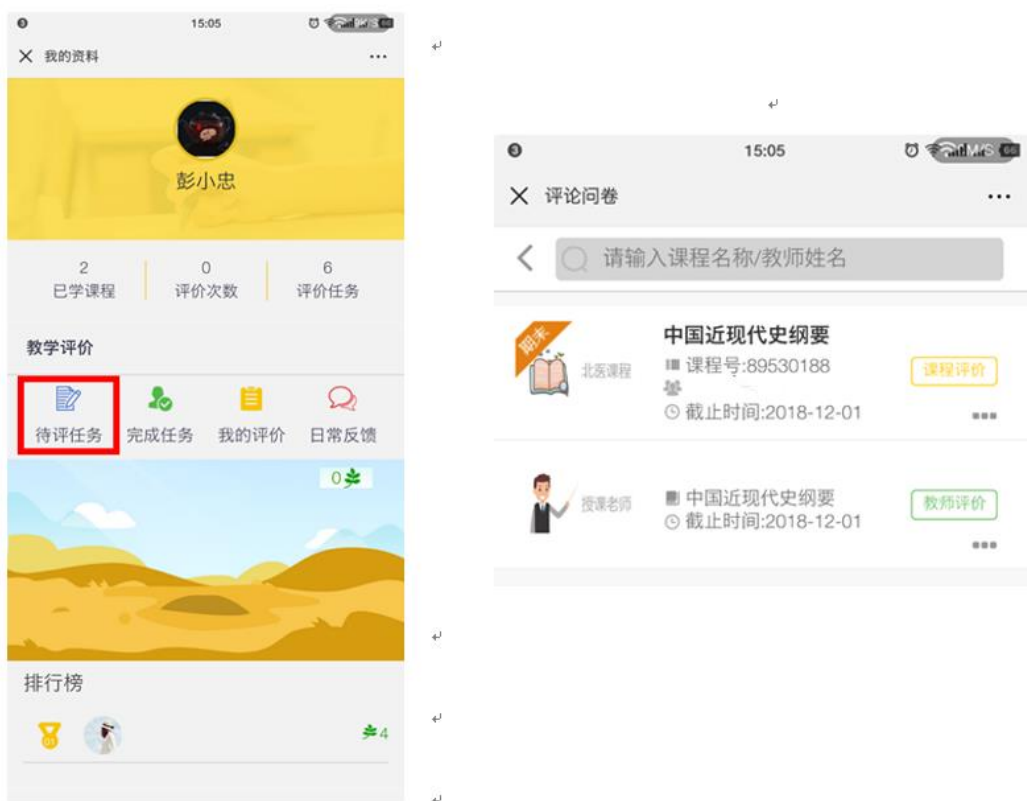 15:05
66
我的资料
彭小忠
2
已学课程
0
评价次数
6
评价任务
教学评价
待评任务
完成任务
我的评价
日常反馈
0
排行榜
01
4
15:05
66
评论问卷
请输入课程名称/教师姓名
期末
北医课程
中国近现代史纲要
课程号:89530188
截止时间:2018-12-01
课程评价
授课老师
中国近现代史纲要
截止时间:2018-12-01
教师评价